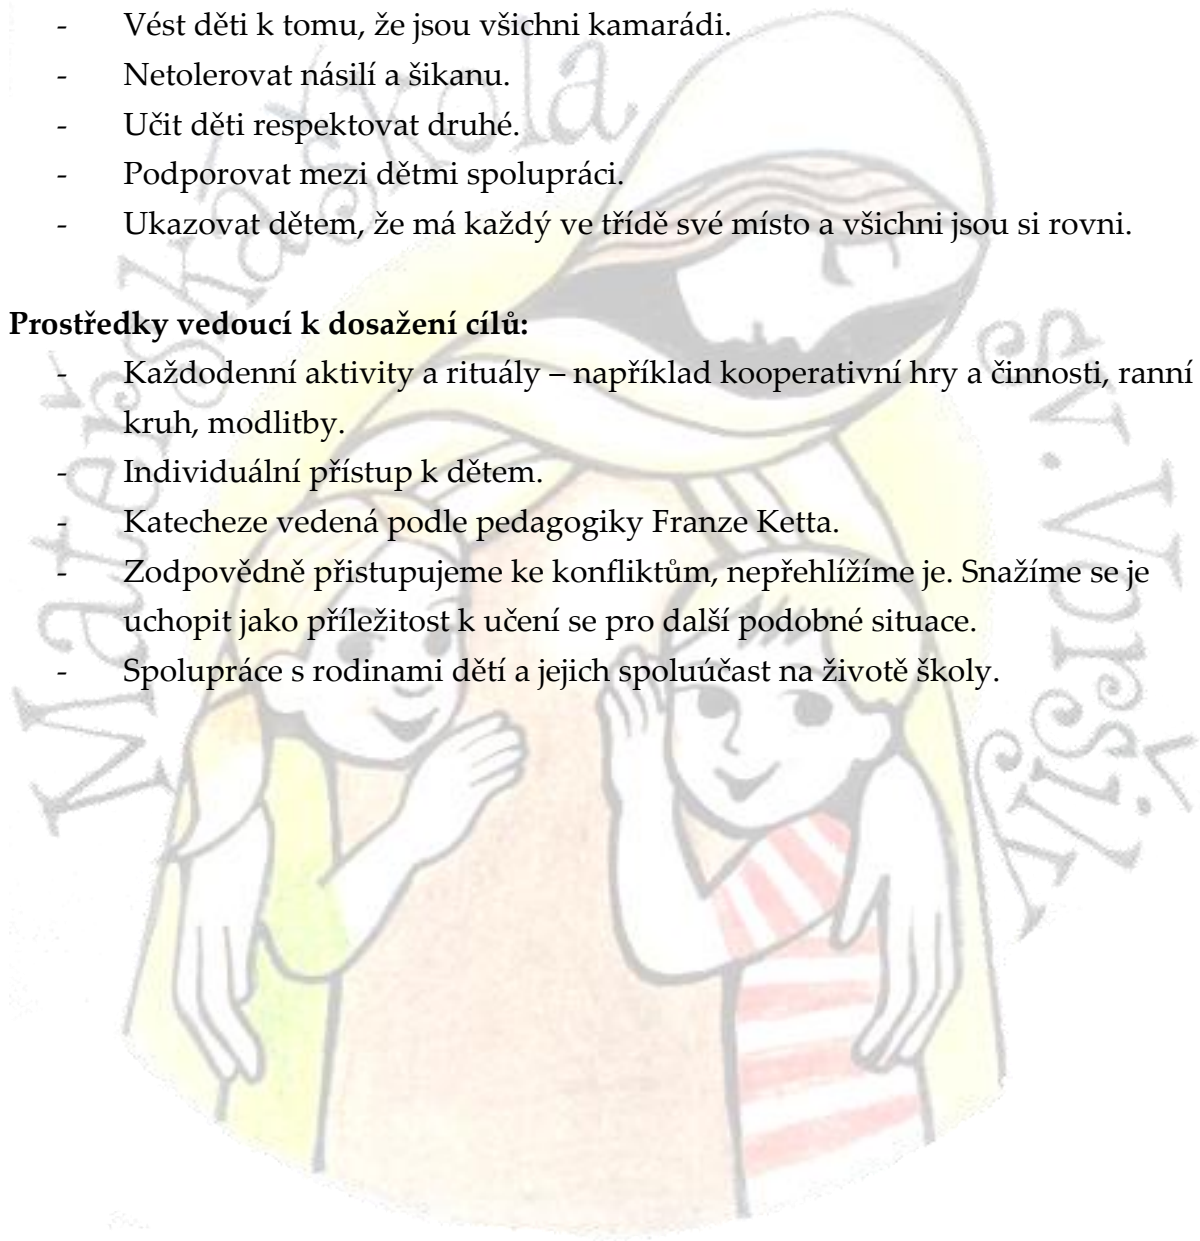 - Vést děti k tomu, že jsou všichni kamarádi.
- Netolerovat násilí a šikanu.
- Učit děti respektovat druhé.
- Podporovat mezi dětmi spolupráci.
- Ukazovat dětem, že má každý ve třídě své místo a všichni jsou si rovni.
Prostředky vedoucí k dosažení cílů:
- Každodenní aktivity a rituály – například kooperativní hry a činnosti, ranní
kruh, modlitby.
- Individuální přístup k dětem.
- Katecheze vedená podle pedagogiky Franze Ketta.
- Zodpovědně přistupujeme ke konfliktům, nepřehlížíme je. Snažíme se je
uchopit jako příležitost k učení se pro další podobné situace.
- Spolupráce s rodinami dětí a jejich spoluúčast na životě školy.
Mateřská škola
sv. Voršily